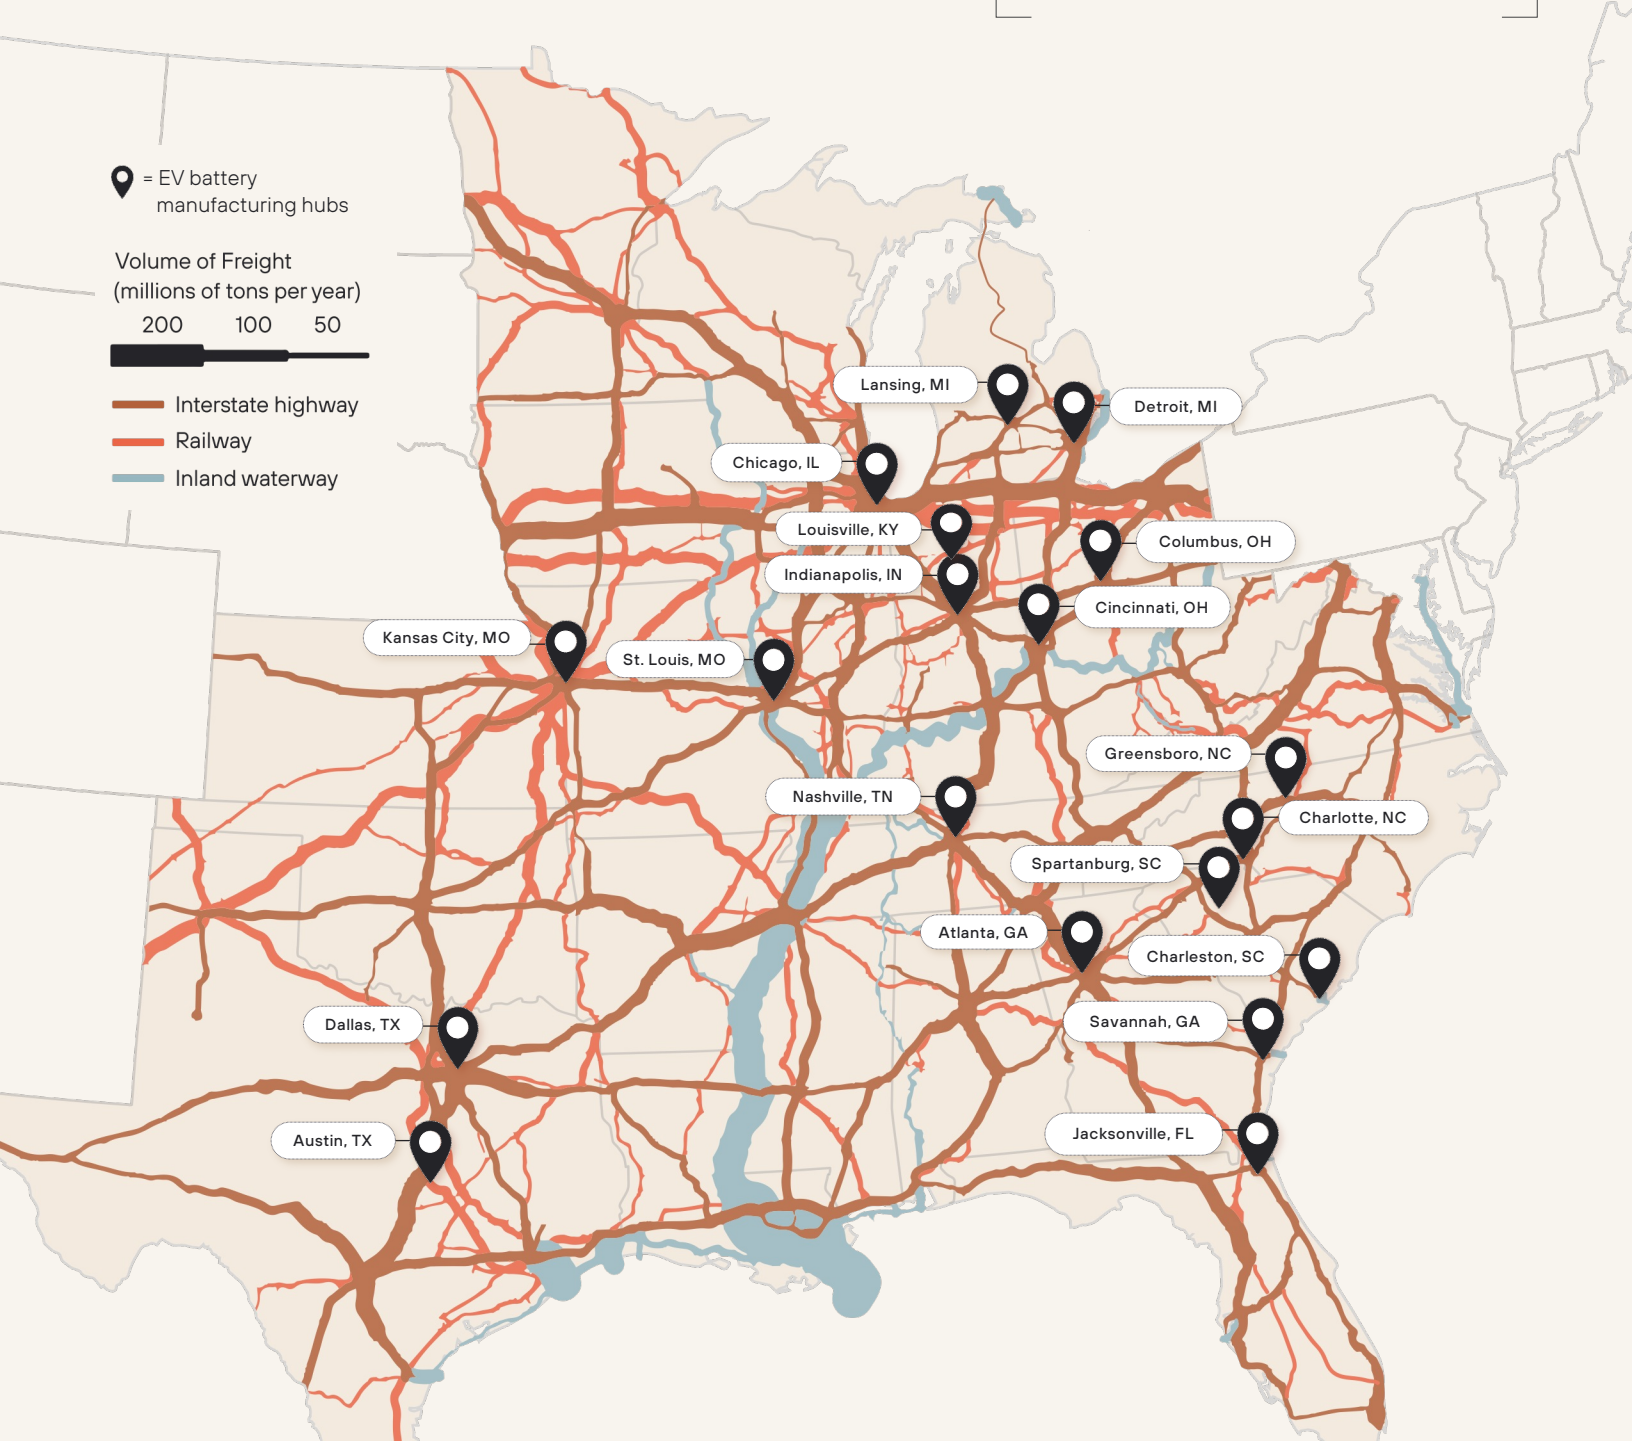 = EV battery
manufacturing hubs
Volume of Freight
(millions of tons per year)
200 100 50
Interstate highway
Railway
Inland waterway
Lansing, MI
Detroit, MI
Chicago, IL
Louisville, KY
Columbus, OH
Indianapolis, IN
Cincinnati, OH
Kansas City, MO
St. Louis, MO
Greensboro, NC
Nashville, TN
Charlotte, NC
Spartanburg, SC
Atlanta, GA
Charleston, SC
Savannah, GA
Dallas, TX
Jacksonville, FL
Austin, TX